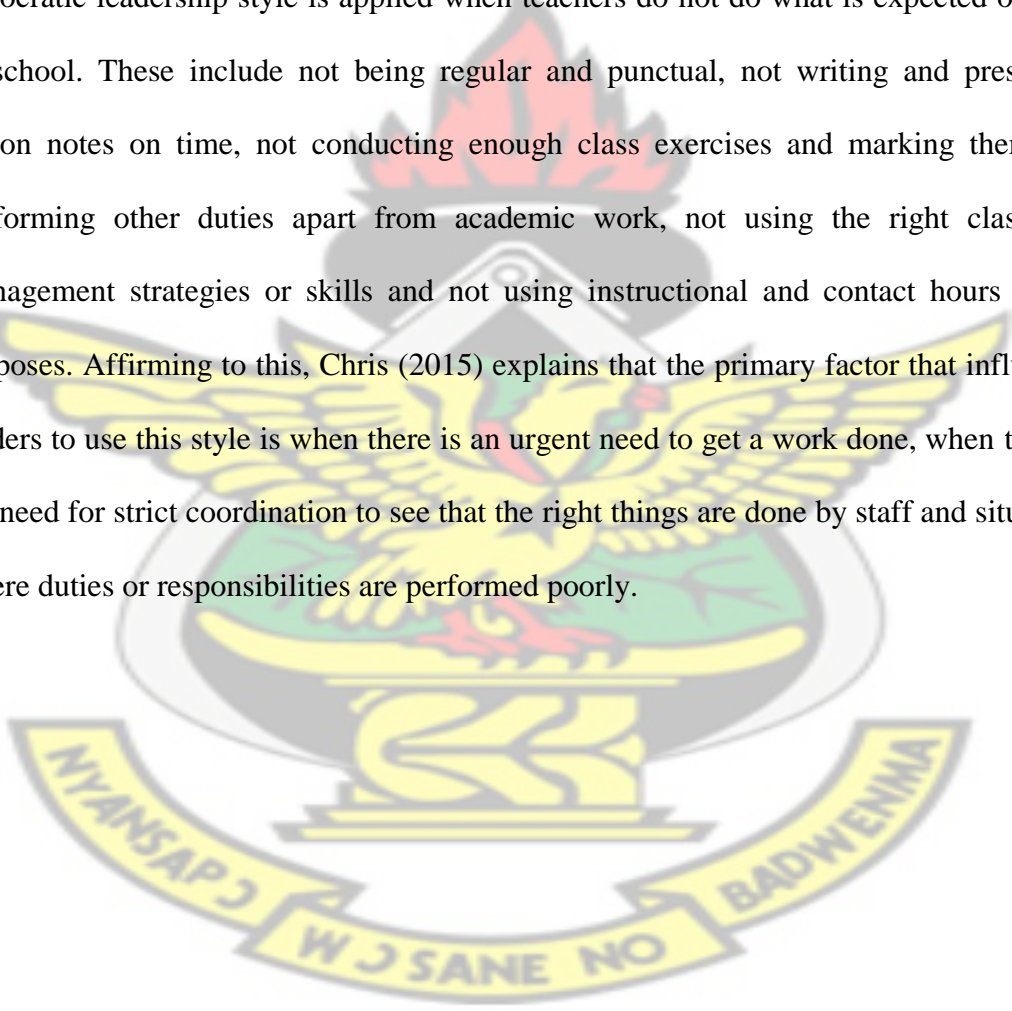 ocratic leadership style is applied when teachers do not do what is expected o
school. These include not being regular and punctual, not writing and pres
on notes on time, not conducting enough class exercises and marking ther
forming other duties apart from academic work, not using the right clas
nagement strategies or skills and not using instructional and contact hours
poses. Affirming to this, Chris (2015) explains that the primary factor that influ
ders to use this style is when there is an urgent need to get a work done, when t
need for strict coordination to see that the right things are done by staff and situ
ere duties or responsibilities are performed poorly.
NYANSAPƆ
WƆSANE NO
BADWENMA